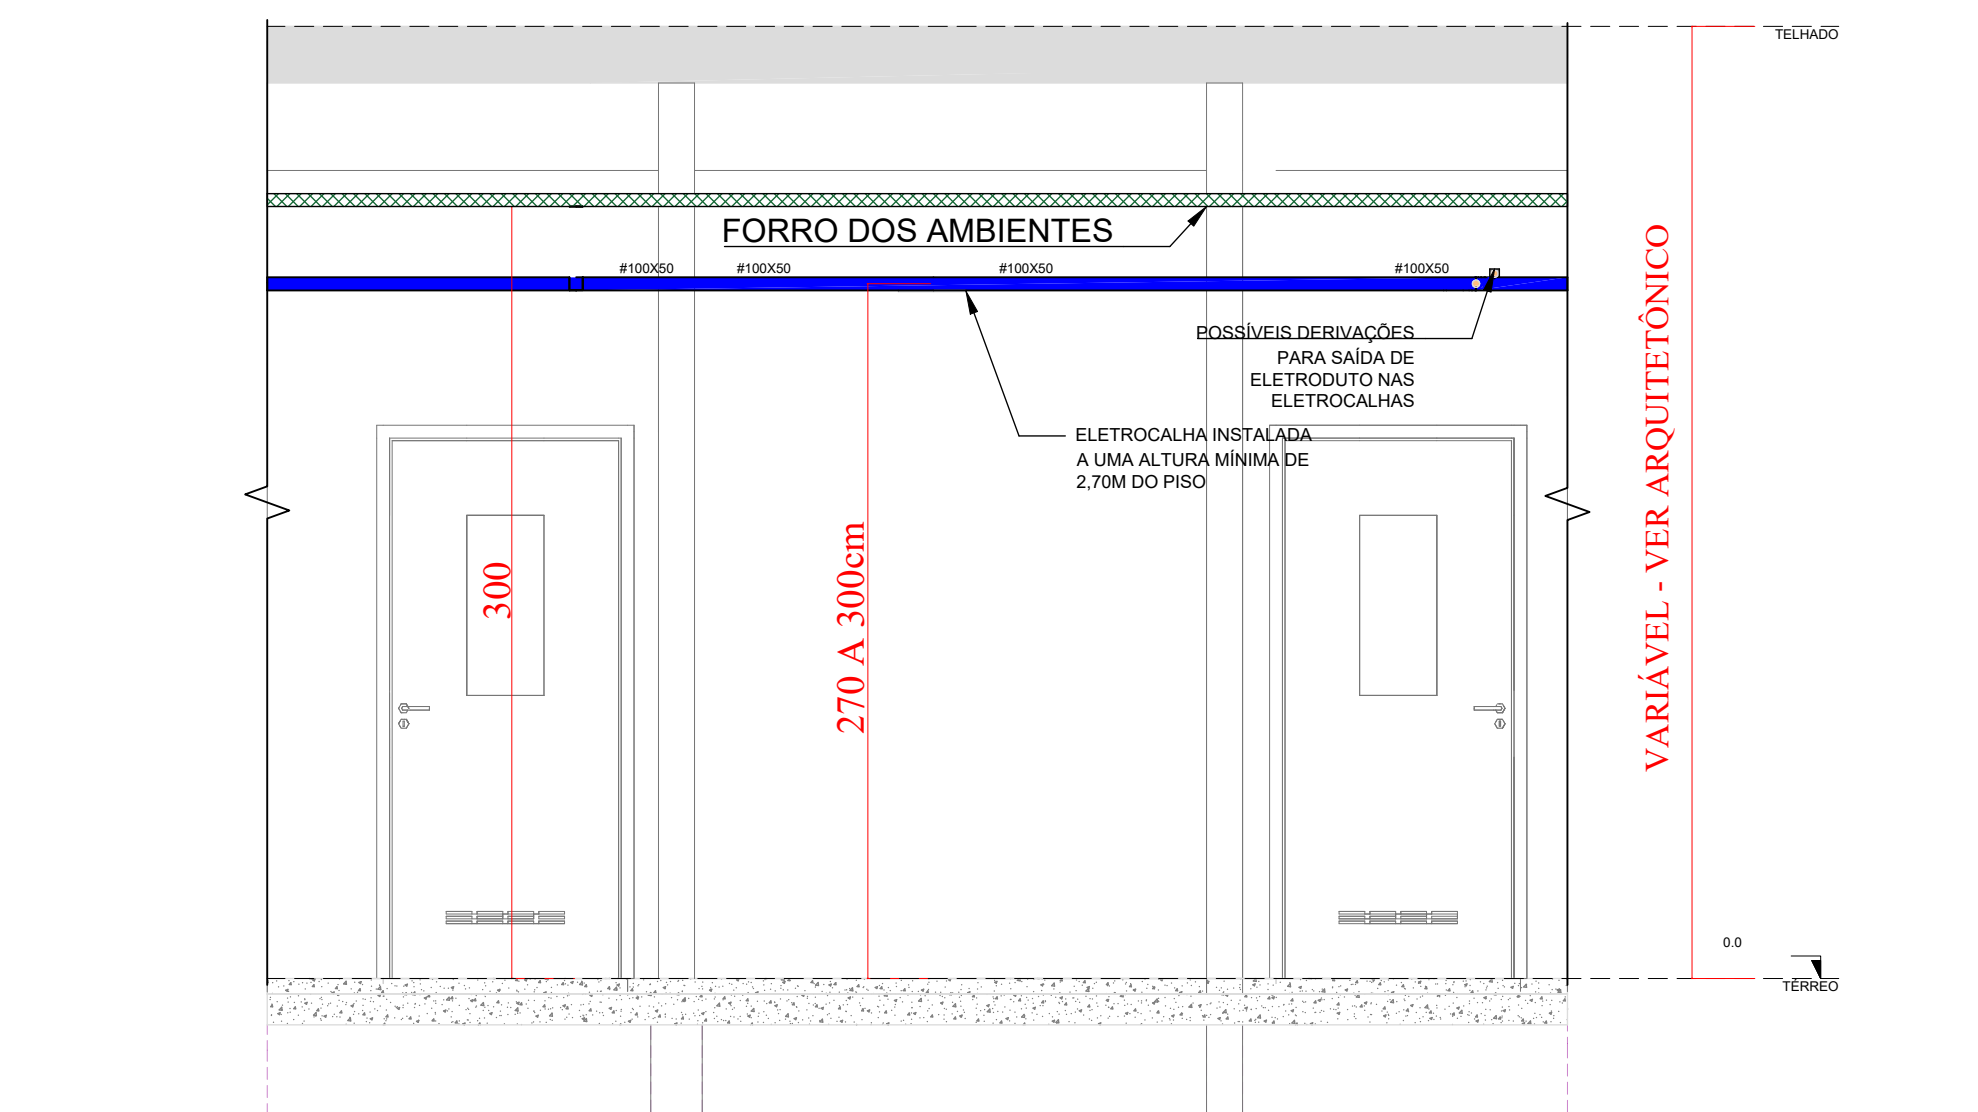 TELHADO
FORRO DOS AMBIENTES
#100X50
#100X50
#100X50
#100X50
POSSÍVEIS DERIVAÇÕES
PARA SAÍDA DE
ELETRODUTO NAS
ELETROCALHAS
ELETROCALHA INSTALADA
A UMA ALTURA MÍNIMA DE
2,70M DO PISO
300
270 A 300cm
VARIÁVEL - VER ARQUITETÔNICO
0.0
TÉRREO